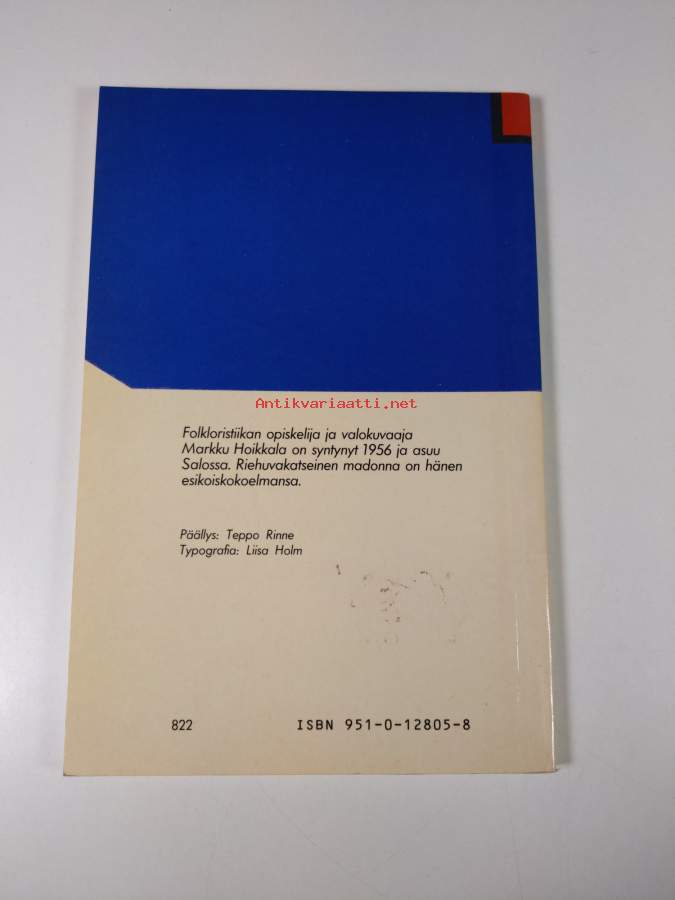 Antikvariaatti.net
Folkloristiikan opiskelija ja valokuvaaja
Markku Hoikkala on syntynyt 1956 ja asuu
Salossa. Riehuvakatseinen madonna on hänen
esikoiskokoelmansa.
Päällys: Teppo Rinne
Typografia: Liisa Holm
822 ISBN 951-0-12805-8